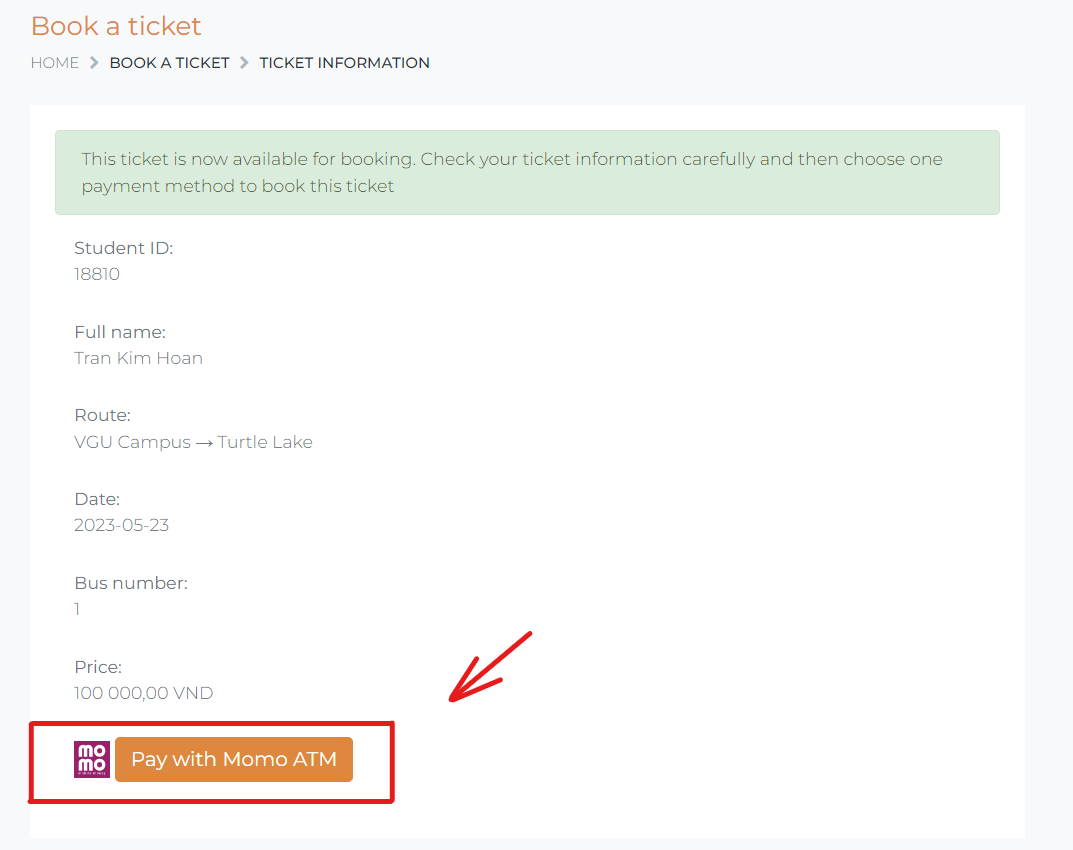 Book a ticket
HOME > BOOK A TICKET > TICKET INFORMATION
This ticket is now available for booking. Check your ticket information carefully and then choose one
payment method to book this ticket
Student ID:
18810
Full name:
Tran Kim Hoan
Route:
VGU Campus → Turtle Lake
Date:
2023-05-23
Bus number:
1
Price:
100 000,00 VND
mo
mo
Pay with Momo ATM